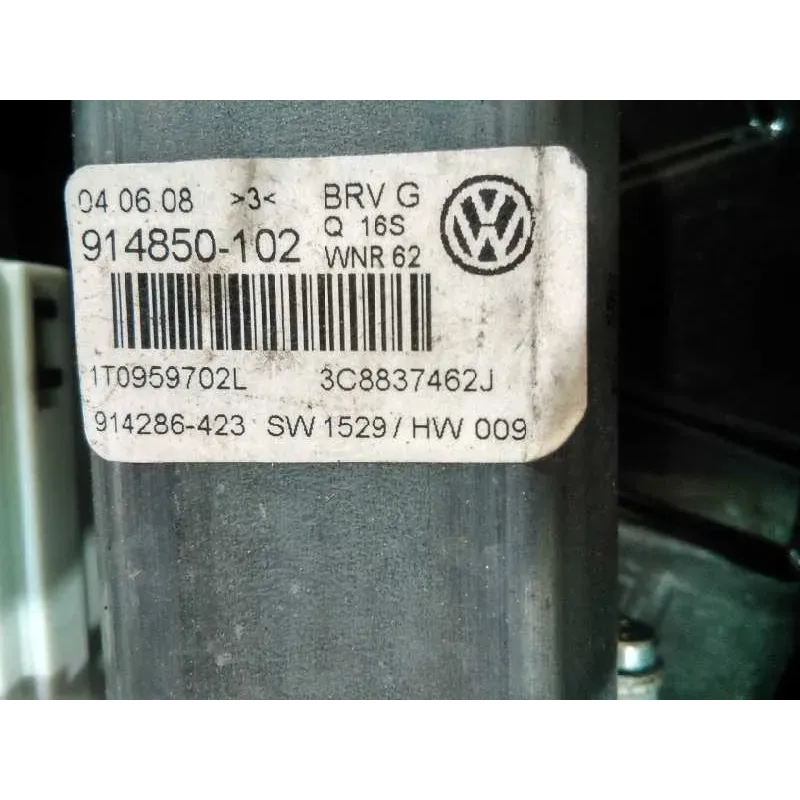 04.06.08 >3< BRV G
Q 16S
914850-102 WNR 62
1T0959702L 3C8837462J
914286-423 SW 1529 / HW 009